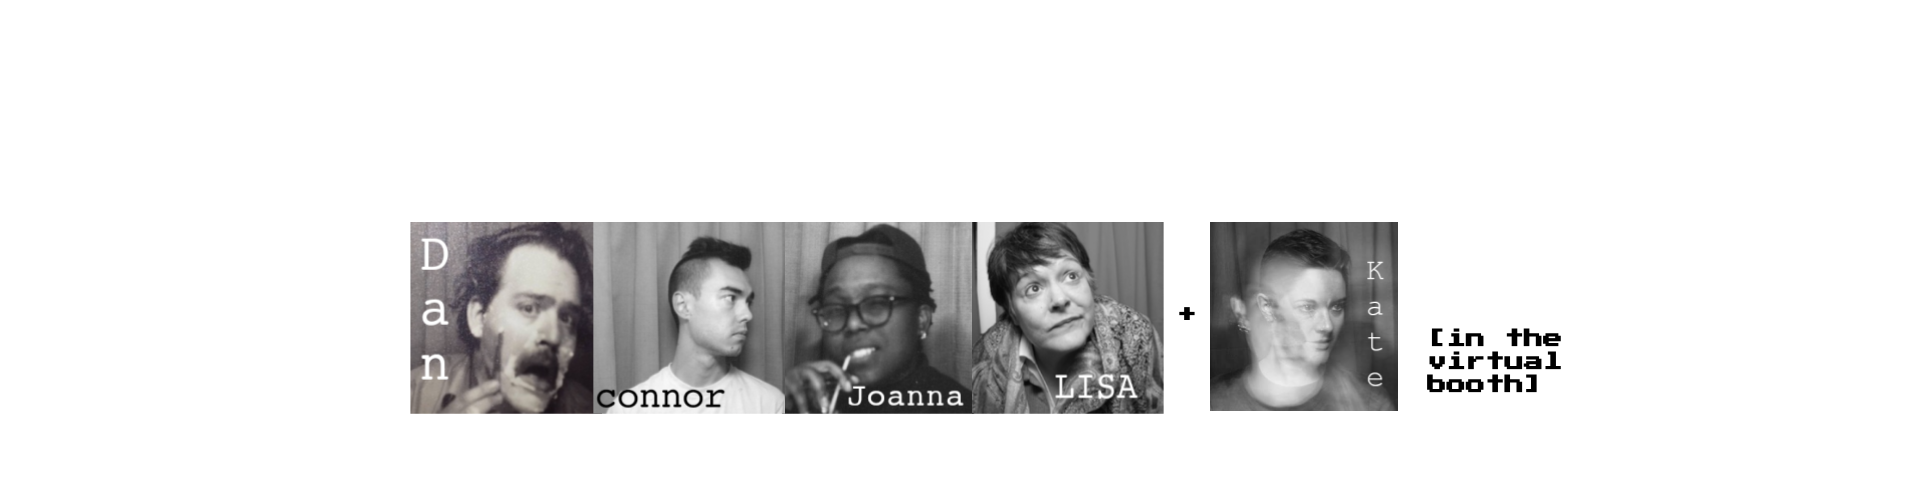 Dan
connor
Joanna
LISA
+
Kate
[in the
virtual
booth]